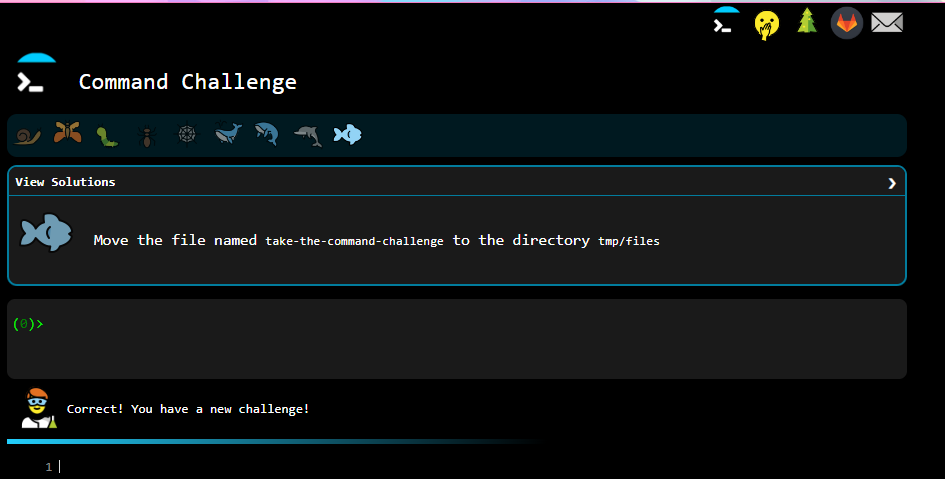 Command Challenge
View Solutions
Move the file named take-the-command-challenge to the directory tmp/files
(0)>
Correct! You have a new challenge!
1